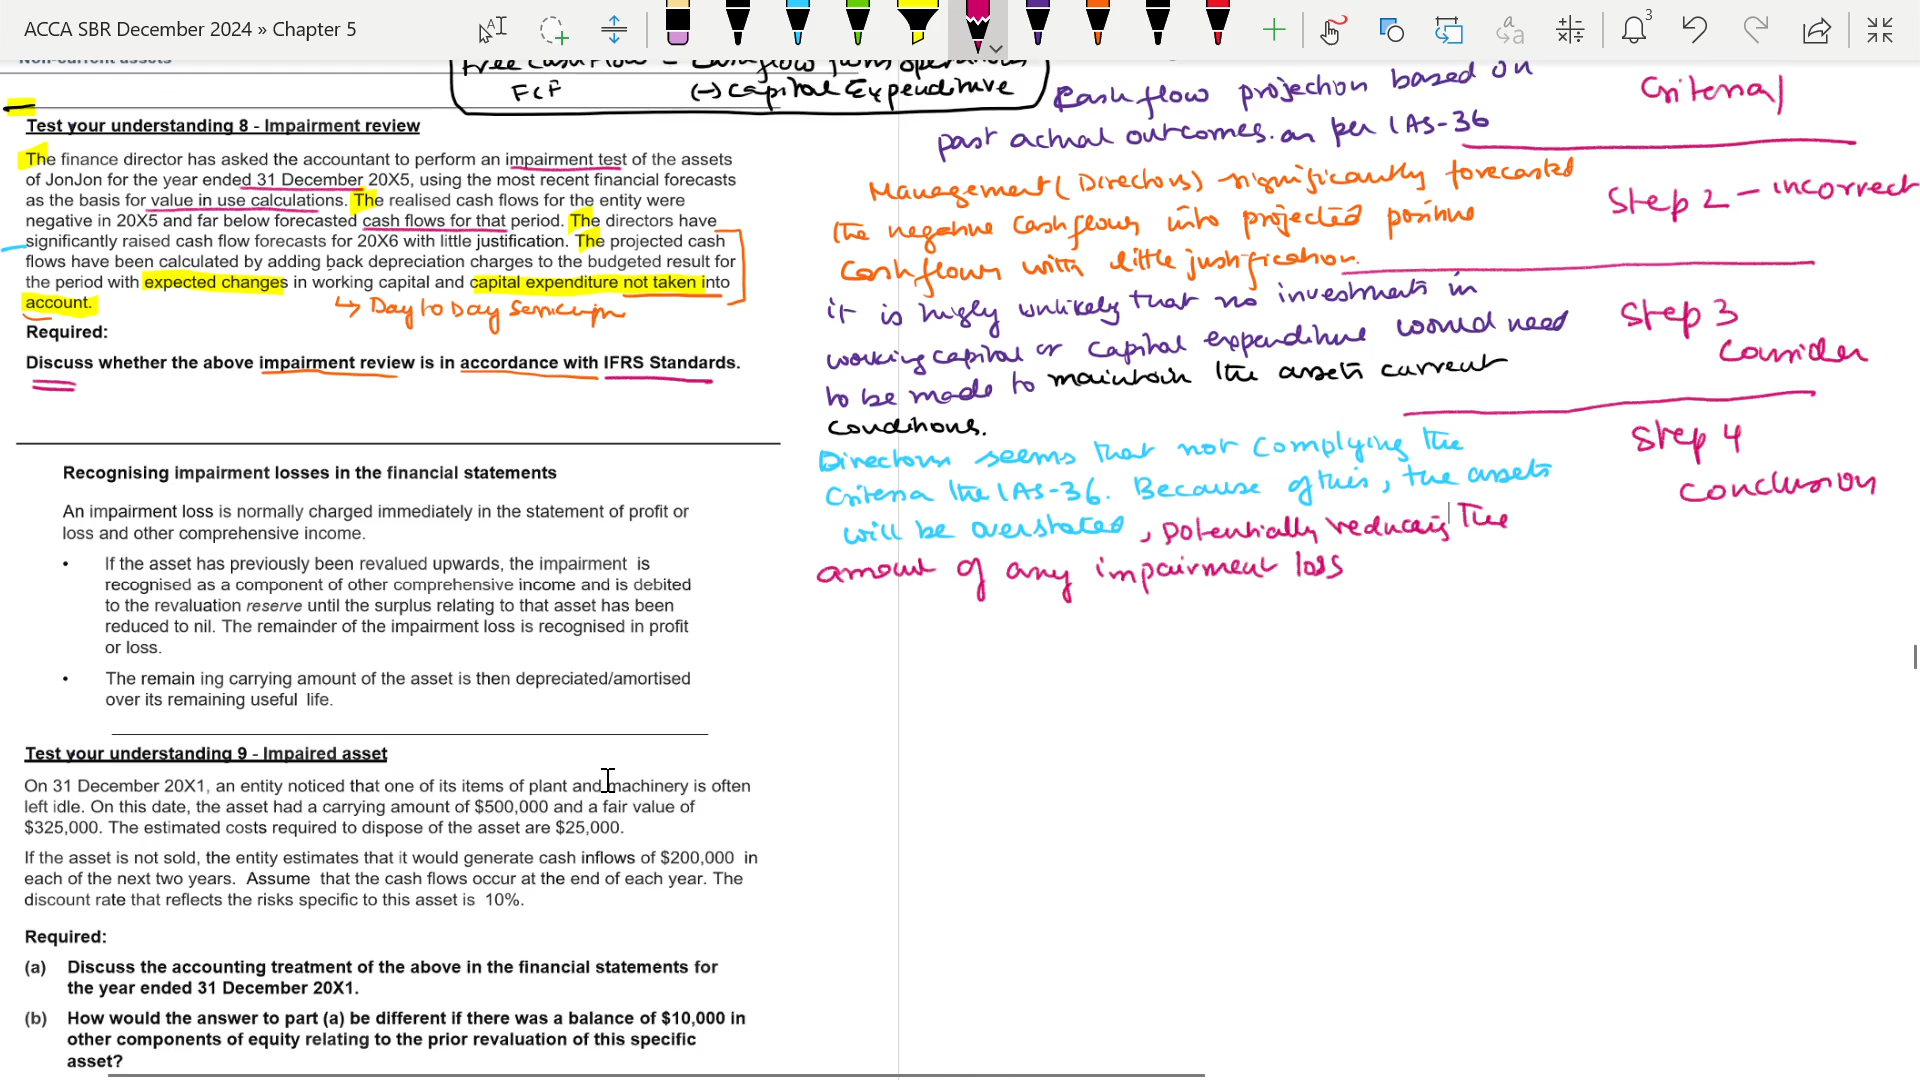 ACCA SBR December 2024 » Chapter 5
3
Non-current assets
Free Cash Flow = Cashflow from operations
FCF (-) Capital Expenditure
Test your understanding 8 - Impairment review
The finance director has asked the accountant to perform an impairment test of the assets
of JonJon for the year ended 31 December 20X5, using the most recent financial forecasts
as the basis for value in use calculations. The realised cash flows for the entity were
negative in 20X5 and far below forecasted cash flows for that period. The directors have
significantly raised cash flow forecasts for 20X6 with little justification. The projected cash
flows have been calculated by adding back depreciation charges to the budgeted result for
the period with expected changes in working capital and capital expenditure not taken into
account.
↳ Day to Day servicing
Required:
Discuss whether the above impairment review is in accordance with IFRS Standards.
Recognising impairment losses in the financial statements
An impairment loss is normally charged immediately in the statement of profit or
loss and other comprehensive income.
• If the asset has previously been revalued upwards, the impairment is
recognised as a component of other comprehensive income and is debited
to the revaluation reserve until the surplus relating to that asset has been
reduced to nil. The remainder of the impairment loss is recognised in profit
or loss.
• The remain ing carrying amount of the asset is then depreciated/amortised
over its remaining useful life.
Test your understanding 9 - Impaired asset
On 31 December 20X1, an entity noticed that one of its items of plant and machinery is often
left idle. On this date, the asset had a carrying amount of $500,000 and a fair value of
$325,000. The estimated costs required to dispose of the asset are $25,000.
If the asset is not sold, the entity estimates that it would generate cash inflows of $200,000 in
each of the next two years. Assume that the cash flows occur at the end of each year. The
discount rate that reflects the risks specific to this asset is 10%.
Required:
(a) Discuss the accounting treatment of the above in the financial statements for
the year ended 31 December 20X1.
(b) How would the answer to part (a) be different if there was a balance of $10,000 in
other components of equity relating to the prior revaluation of this specific
asset?
Cash flow projection based on
past actual outcomes. as per IAS-36
Criteria
Management (Directors) significantly forecasted
the negative cashflows into projected positive
Cashflows with little justification.
Step 2 - incorrect
it is higly unlikely that no investments in
working capital or capital expenditure would need
to be made to maintain the assets current
conditions.
Step 3
Consider
Directors seems that not complying the
Criteria the IAS-36. Because of this, the assets
will be overstated, potentially reducing the
amount of any impairment loss
Step 4
Conclusion